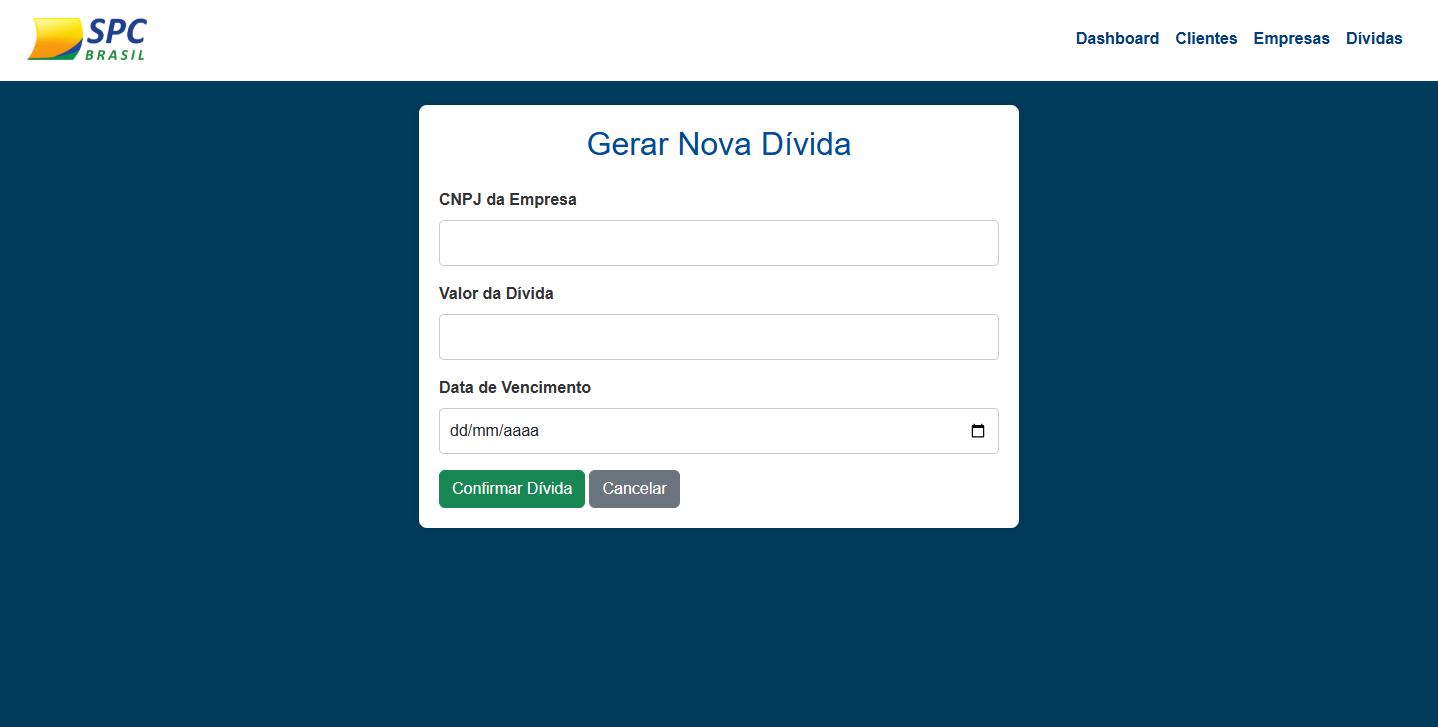 SPC
BRASIL
Dashboard Clientes Empresas Dívidas
Gerar Nova Dívida
CNPJ da Empresa
Valor da Dívida
Data de Vencimento
dd/mm/aaaa
Confirmar Dívida Cancelar